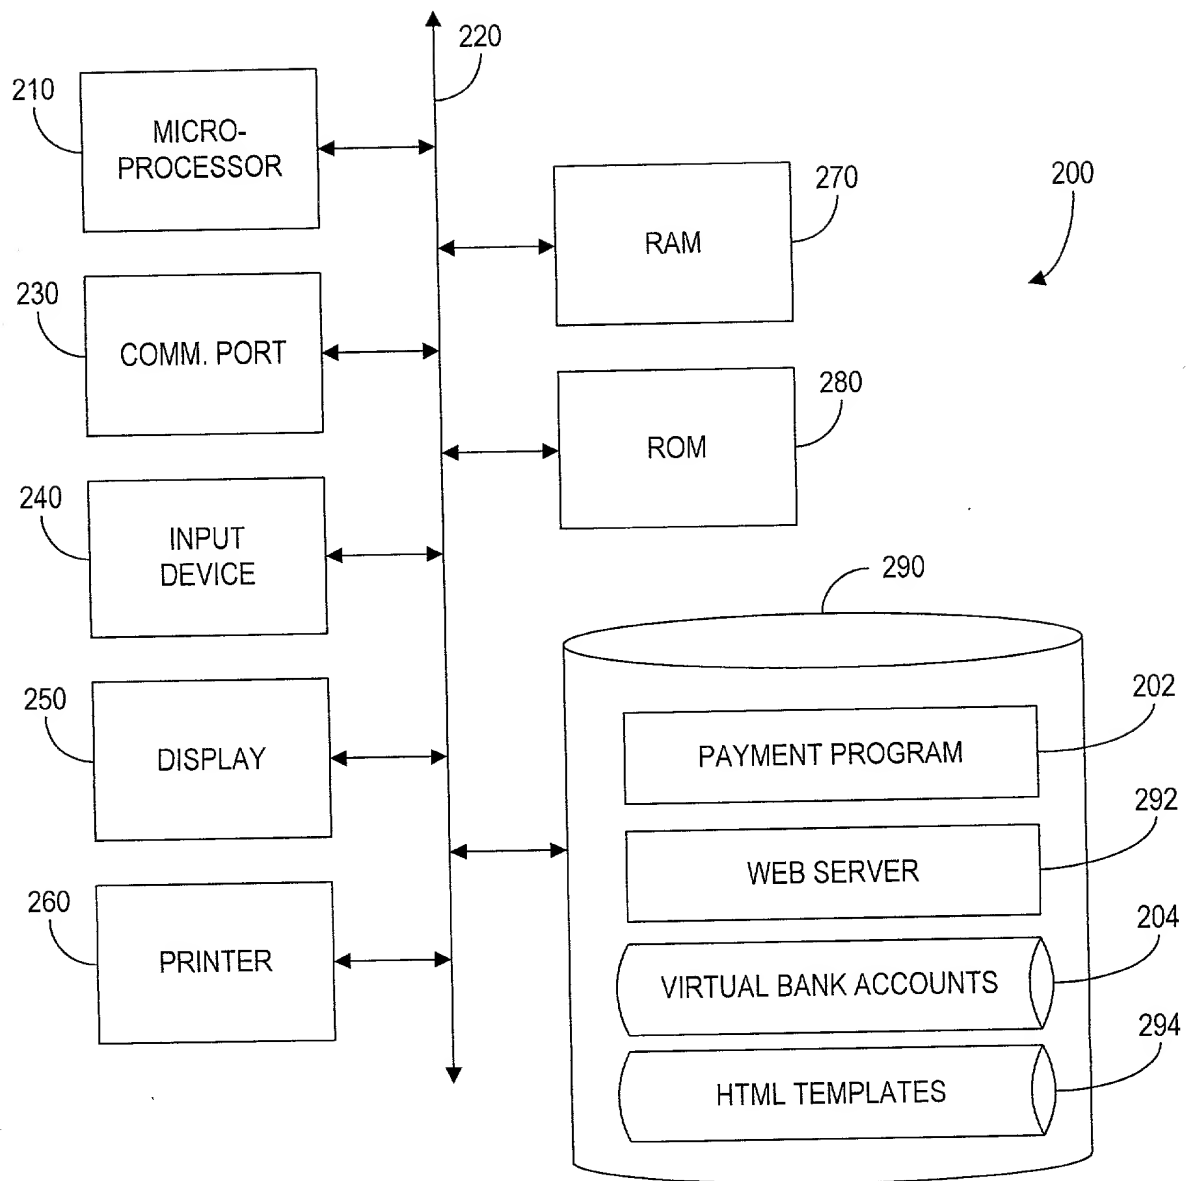 220
210
MICRO-
PROCESSOR
270
200
RAM
230
COMM. PORT
280
ROM
240
INPUT
DEVICE
290
250
DISPLAY
202
PAYMENT PROGRAM
292
WEB SERVER
260
PRINTER
204
VIRTUAL BANK ACCOUNTS
294
HTML TEMPLATES